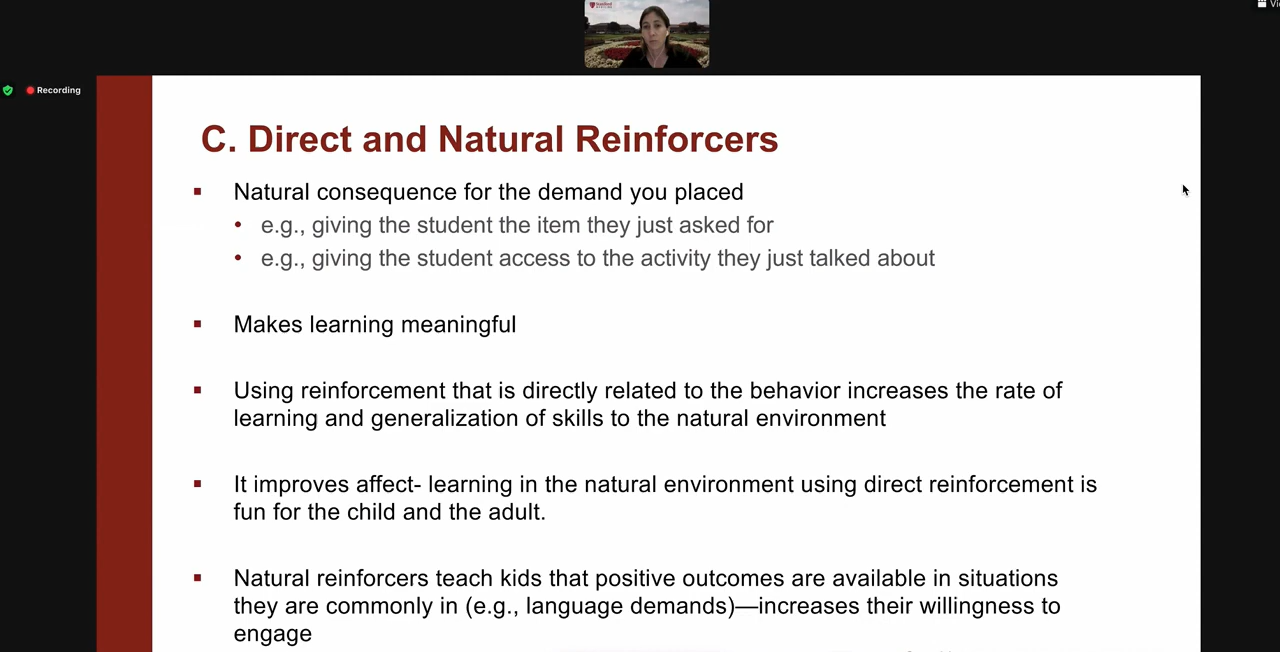 Vi
Recording
C. Direct and Natural Reinforcers
▪ Natural consequence for the demand you placed
• e.g., giving the student the item they just asked for
• e.g., giving the student access to the activity they just talked about
▪ Makes learning meaningful
▪ Using reinforcement that is directly related to the behavior increases the rate of
learning and generalization of skills to the natural environment
▪ It improves affect- learning in the natural environment using direct reinforcement is
fun for the child and the adult.
▪ Natural reinforcers teach kids that positive outcomes are available in situations
they are commonly in (e.g., language demands)—increases their willingness to
engage